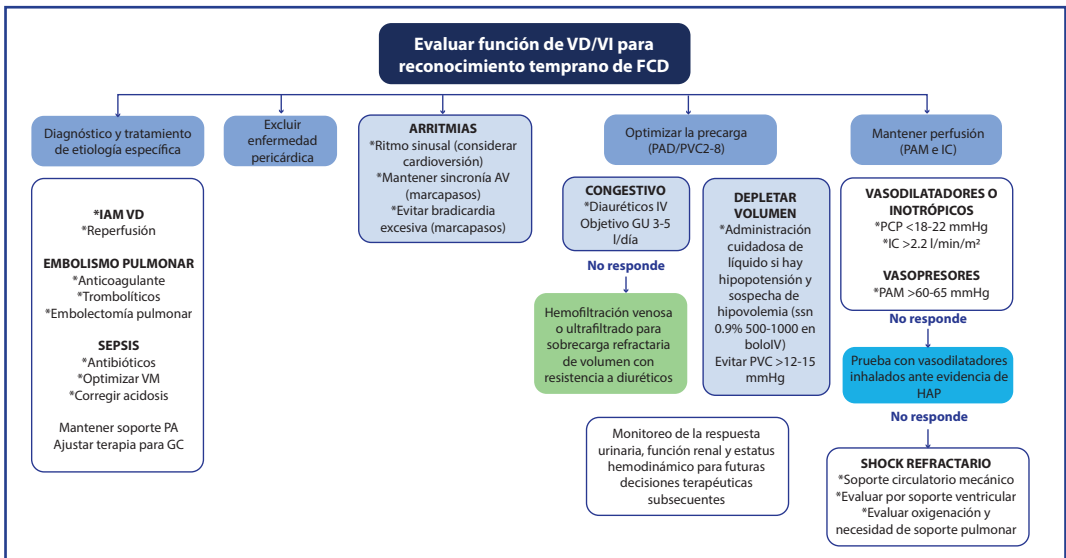 Evaluar función de VD/VI para
reconocimiento temprano de FCD
Diagnóstico y tratamiento
de etiología específica
*IAM VD
*Reperfusión
EMBOLISMO PULMONAR
*Anticoagulante
*Trombolíticos
*Embolectomía pulmonar
SEPSIS
*Antibióticos
*Optimizar VM
*Corregir acidosis
Mantener soporte PA
Ajustar terapia para GC
Excluir
enfermedad
pericárdica
ARRITMIAS
*Ritmo sinusal (considerar
cardioversión)
*Mantener sincronía AV
(marcapasos)
*Evitar bradicardia
excesiva (marcapasos)
Optimizar la precarga
(PAD/PVC2-8)
CONGESTIVO
*Diauréticos IV
Objetivo GU 3-5
l/día
No responde
Hemofiltración venosa
o ultrafiltrado para
sobrecarga refractaria
de volumen con
resistencia a diuréticos
DEPLETAR
VOLUMEN
*Administración
cuidadosa de
líquido si hay
hipopotensión y
sospecha de
hipovolemia (ssn
0.9% 500-1000 en
boloIV)
Evitar PVC >12-15
mmHg
Monitoreo de la respuesta
urinaria, función renal y estatus
hemodinámico para futuras
decisiones terapéuticas
subsecuentes
Mantener perfusión
(PAM e IC)
VASODILATADORES O
INOTRÓPICOS
*PCP <18-22 mmHg
*IC >2.2 l/min/m²
VASOPRESORES
*PAM >60-65 mmHg
No responde
Prueba con vasodilatadores
inhalados ante evidencia de
HAP
No responde
SHOCK REFRACTARIO
*Soporte circulatorio mecánico
*Evaluar por soporte ventricular
*Evaluar oxigenación y
necesidad de soporte pulmonar